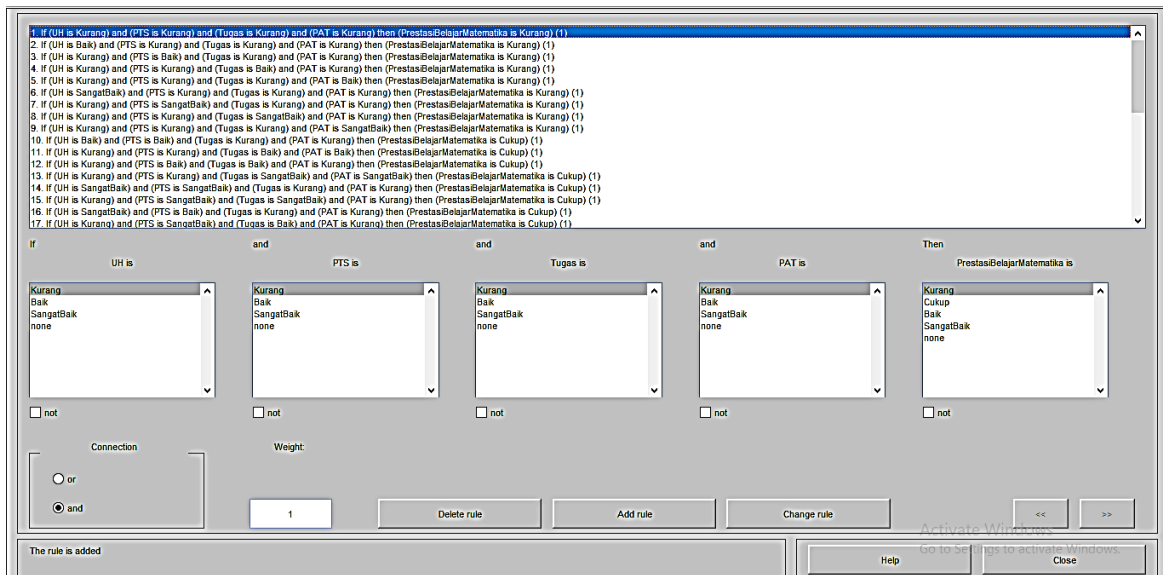 1. If (UH is Kurang) and (PTS is Kurang) and (Tugas is Kurang) and (PAT is Kurang) then (PrestasiBelajarMatematika is Kurang) (1)
2. If (UH is Baik) and (PTS is Kurang) and (Tugas is Kurang) and (PAT is Kurang) then (PrestasiBelajarMatematika is Kurang) (1)
3. If (UH is Kurang) and (PTS is Baik) and (Tugas is Kurang) and (PAT is Kurang) then (PrestasiBelajarMatematika is Kurang) (1)
4. If (UH is Kurang) and (PTS is Kurang) and (Tugas is Baik) and (PAT is Kurang) then (PrestasiBelajarMatematika is Kurang) (1)
5. If (UH is Kurang) and (PTS is Kurang) and (Tugas is Kurang) and (PAT is Baik) then (PrestasiBelajarMatematika is Kurang) (1)
6. If (UH is SangatBaik) and (PTS is Kurang) and (Tugas is Kurang) and (PAT is Kurang) then (PrestasiBelajarMatematika is Kurang) (1)
7. If (UH is Kurang) and (PTS is SangatBaik) and (Tugas is Kurang) and (PAT is Kurang) then (PrestasiBelajarMatematika is Kurang) (1)
8. If (UH is Kurang) and (PTS is Kurang) and (Tugas is SangatBaik) and (PAT is Kurang) then (PrestasiBelajarMatematika is Kurang) (1)
9. If (UH is Kurang) and (PTS is Kurang) and (Tugas is Kurang) and (PAT is SangatBaik) then (PrestasiBelajarMatematika is Kurang) (1)
10. If (UH is Baik) and (PTS is Baik) and (Tugas is Kurang) and (PAT is Kurang) then (PrestasiBelajarMatematika is Cukup) (1)
11. If (UH is Kurang) and (PTS is Kurang) and (Tugas is Baik) and (PAT is Baik) then (PrestasiBelajarMatematika is Cukup) (1)
12. If (UH is Kurang) and (PTS is Baik) and (Tugas is Baik) and (PAT is Kurang) then (PrestasiBelajarMatematika is Cukup) (1)
13. If (UH is Kurang) and (PTS is Kurang) and (Tugas is SangatBaik) and (PAT is SangatBaik) then (PrestasiBelajarMatematika is Cukup) (1)
14. If (UH is SangatBaik) and (PTS is SangatBaik) and (Tugas is Kurang) and (PAT is Kurang) then (PrestasiBelajarMatematika is Cukup) (1)
15. If (UH is Kurang) and (PTS is SangatBaik) and (Tugas is SangatBaik) and (PAT is Kurang) then (PrestasiBelajarMatematika is Cukup) (1)
16. If (UH is SangatBaik) and (PTS is Baik) and (Tugas is Kurang) and (PAT is Kurang) then (PrestasiBelajarMatematika is Cukup) (1)
17. If (UH is Kurang) and (PTS is SangatBaik) and (Tugas is Baik) and (PAT is Kurang) then (PrestasiBelajarMatematika is Cukup) (1)
If and and and Then
UH is PTS is Tugas is PAT is PrestasiBelajarMatematika is
Kurang Kurang Kurang Kurang Kurang
Baik Baik Baik Baik Cukup
SangatBaik SangatBaik SangatBaik SangatBaik Baik
none none none none SangatBaik
none
not not not not not
Connection Weight:
or
and 1 Delete rule Add rule Change rule << >>
Activate Windows
The rule is added Go to Settings to activate Windows.
Help Close